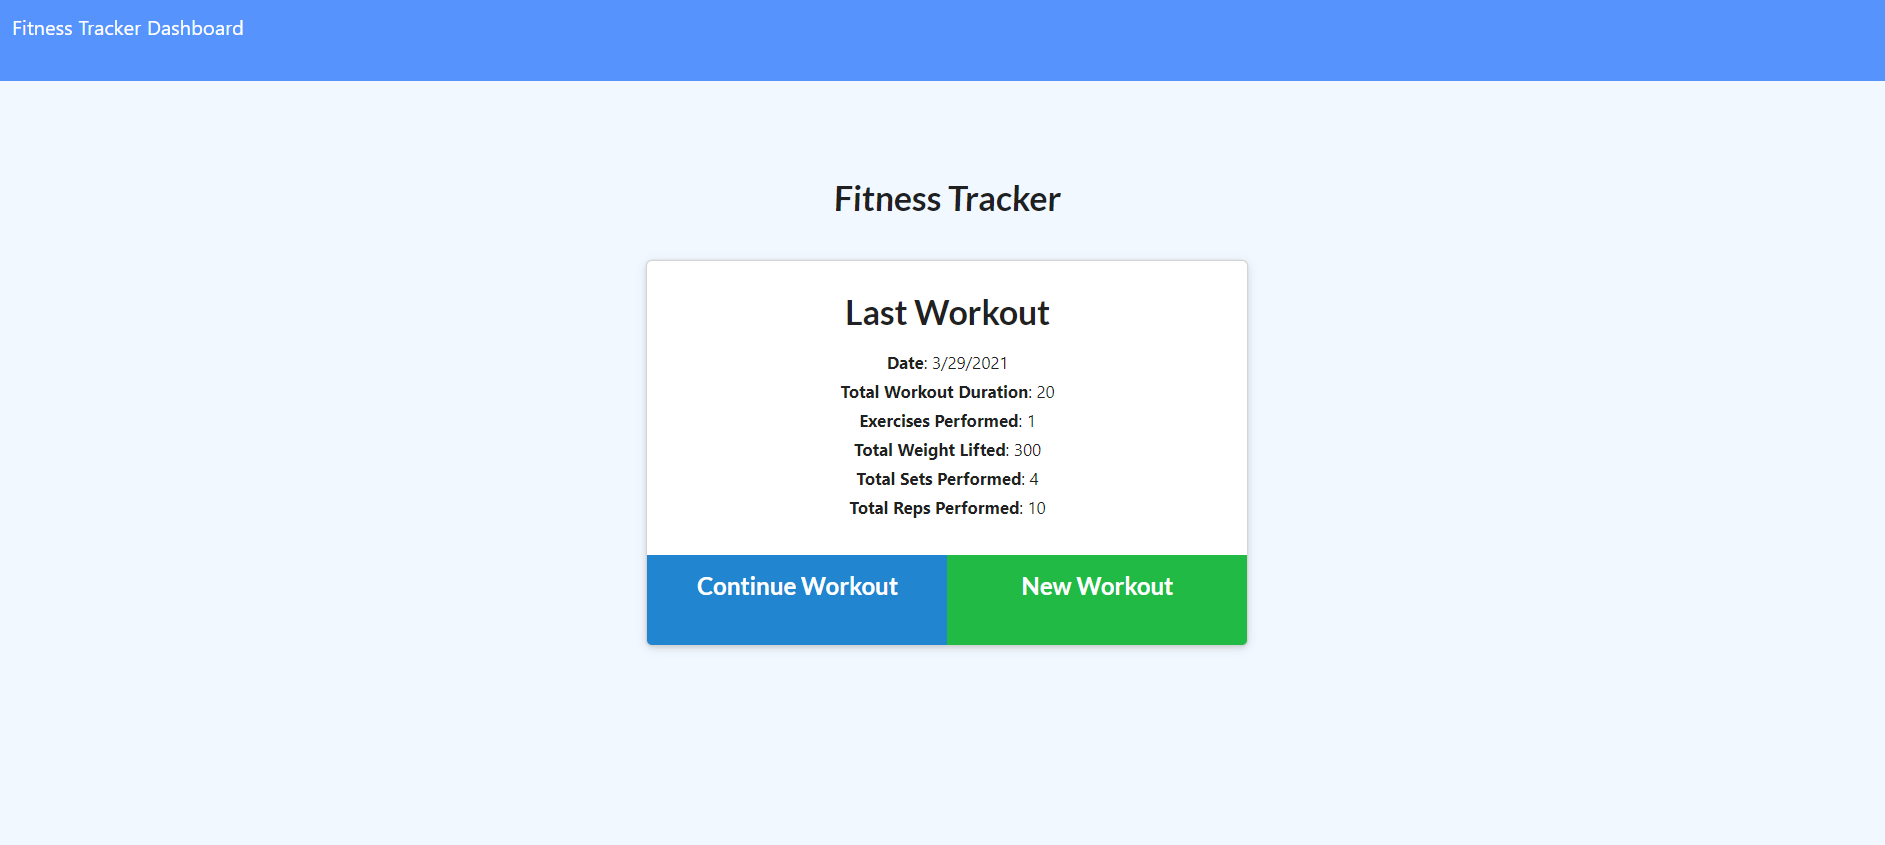 Fitness Tracker Dashboard
Fitness Tracker
Last Workout
Date: 3/29/2021
Total Workout Duration: 20
Exercises Performed: 1
Total Weight Lifted: 300
Total Sets Performed: 4
Total Reps Performed: 10
Continue Workout
New Workout